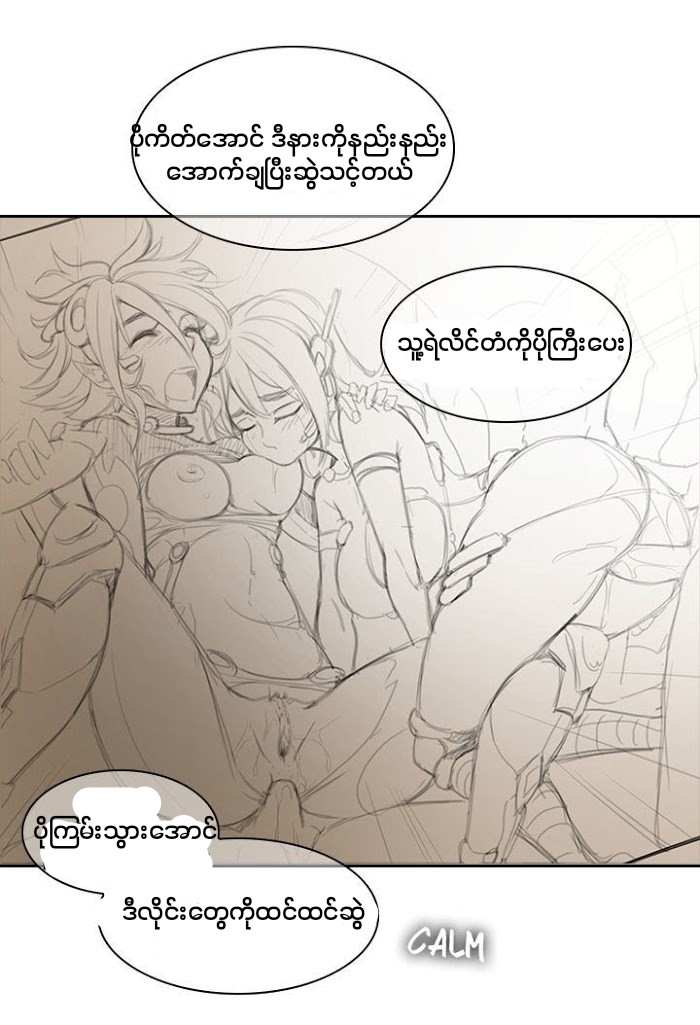 ပိုကိတ်အောင် ဒီနားကိုနည်းနည်း
အောက်ချပြီးဆွဲသင့်တယ်
သူ့ရဲလိင်တံကိုပိုကြီးပေး
ပိုကြမ်းသွားအောင်
ဒီလိုင်းတွေကိုထင်ထင်ဆွဲ
CALM